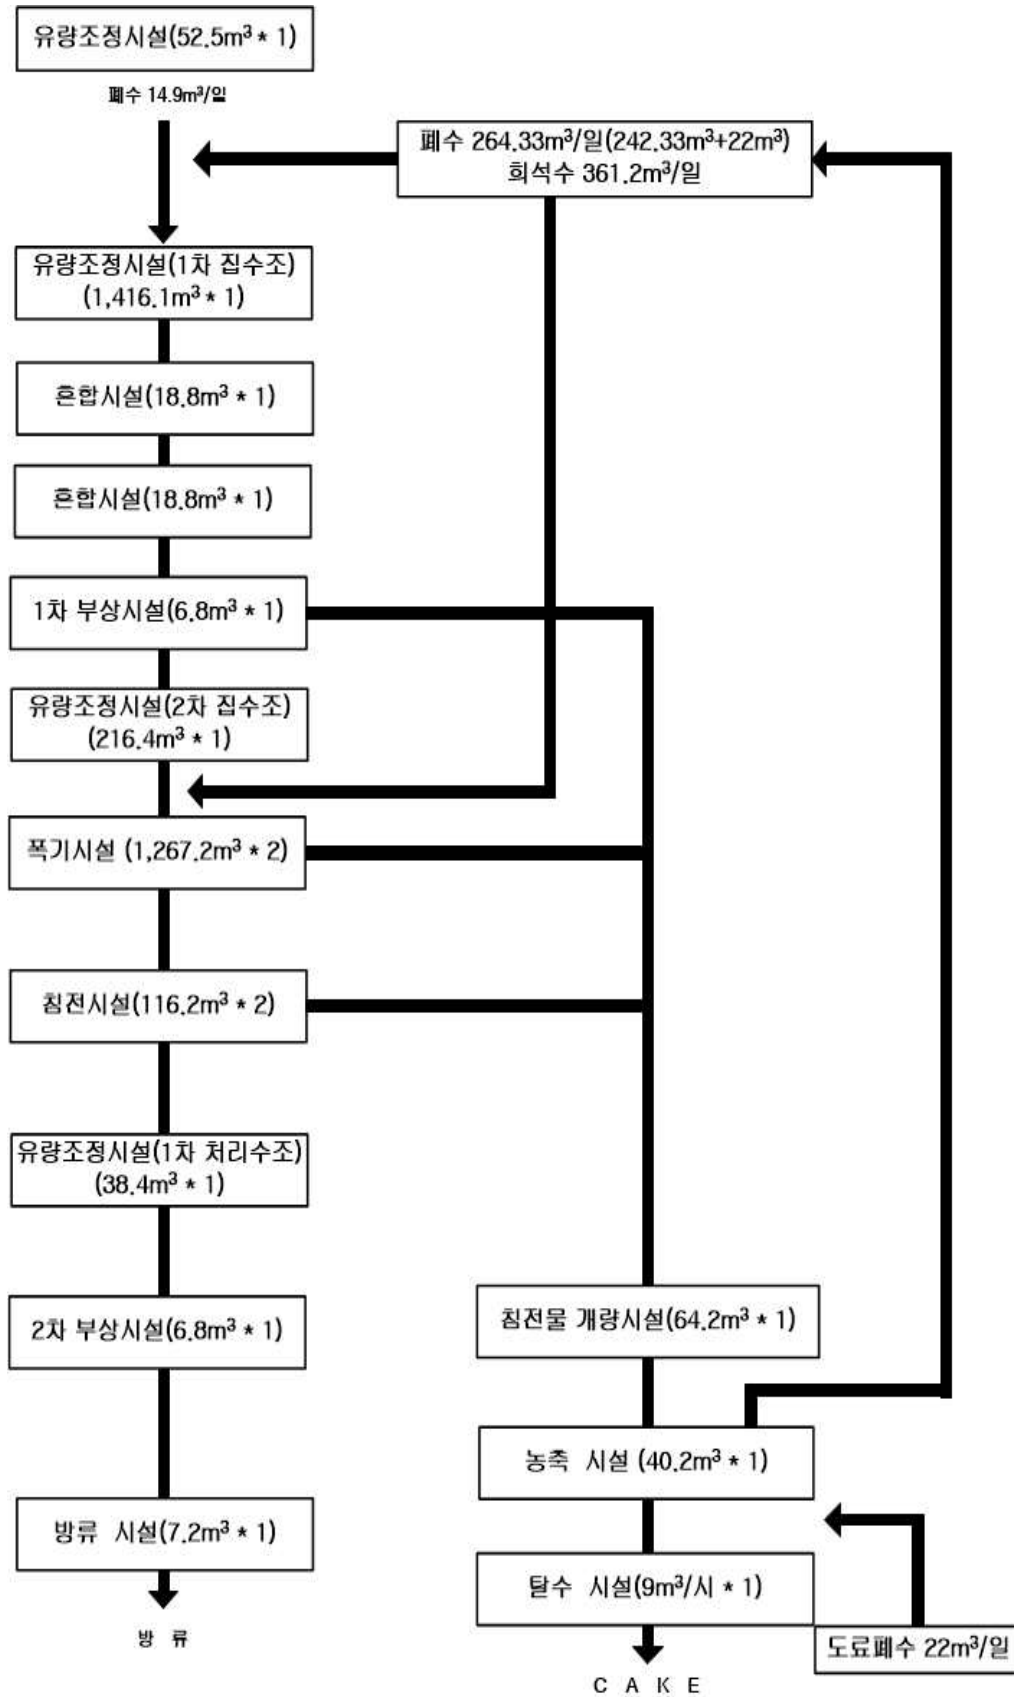 유량조정시설(52.5m³ * 1)
폐수 14.9m³/일
폐수 264.33m³/일(242.33m³+22m³)
희석수 361.2m³/일
유량조정시설(1차 집수조)
(1,416.1m³ * 1)
혼합시설(18.8m³ * 1)
혼합시설(18.8m³ * 1)
1차 부상시설(6.8m³ * 1)
유량조정시설(2차 집수조)
(216.4m³ * 1)
폭기시설 (1,267.2m³ * 2)
침전시설(116.2m³ * 2)
유량조정시설(1차 처리수조)
(38.4m³ * 1)
2차 부상시설(6.8m³ * 1)
방류 시설(7.2m³ * 1)
방 류
침전물 개량시설(64.2m³ * 1)
농축 시설 (40.2m³ * 1)
탈수 시설(9m³/시 * 1)
도료폐수 22m³/일
C A K E